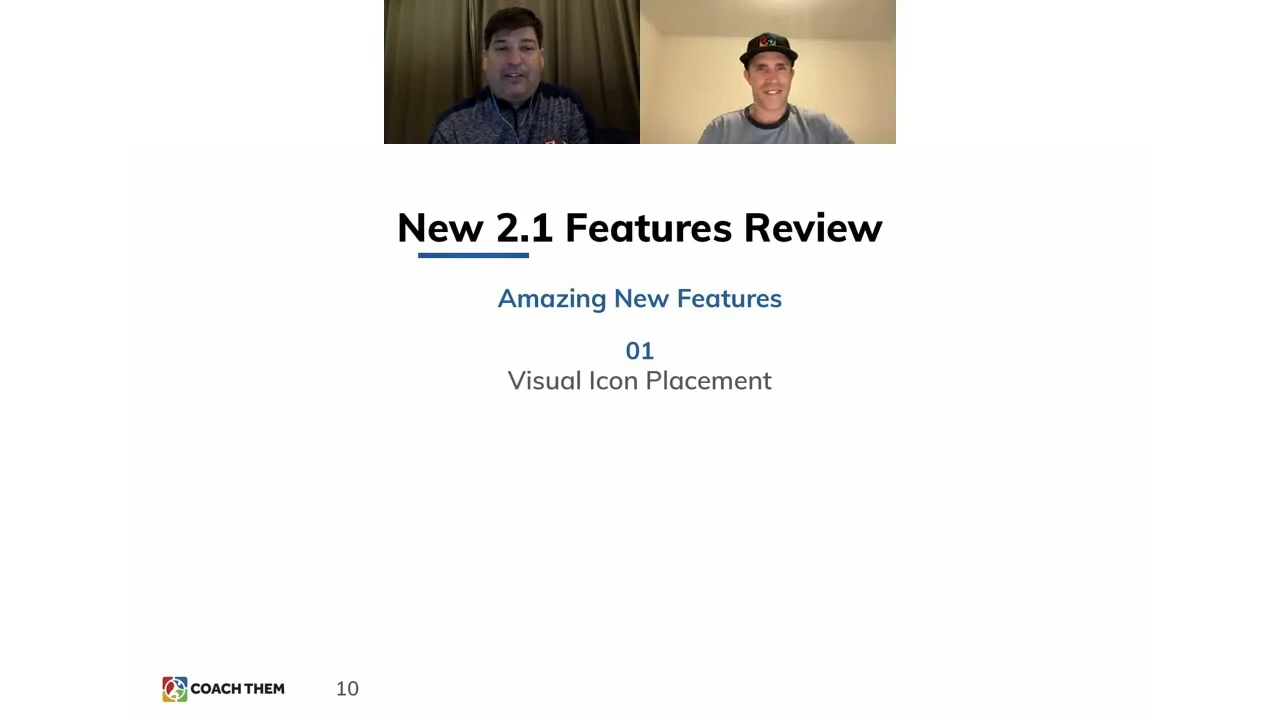 New 2.1 Features Review
Amazing New Features
01
Visual Icon Placement
COACH THEM
10